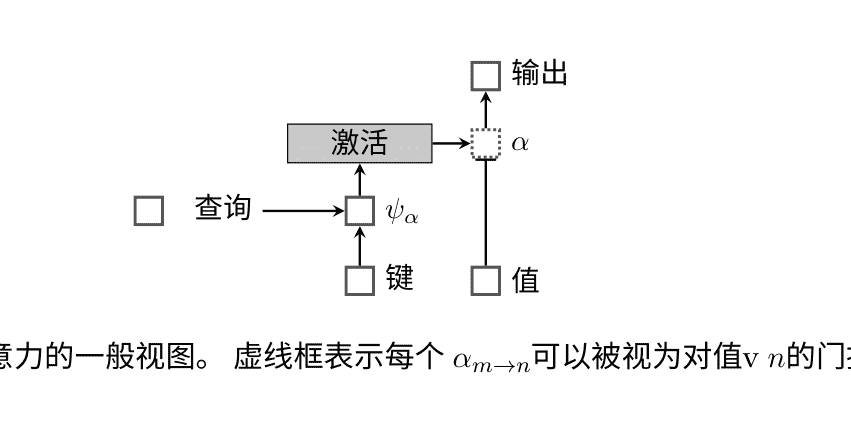 输出
激活 α
查询 ψα
键 值
意力的一般视图。 虚线框表示每个 αm→n可以被视为对值v n的门